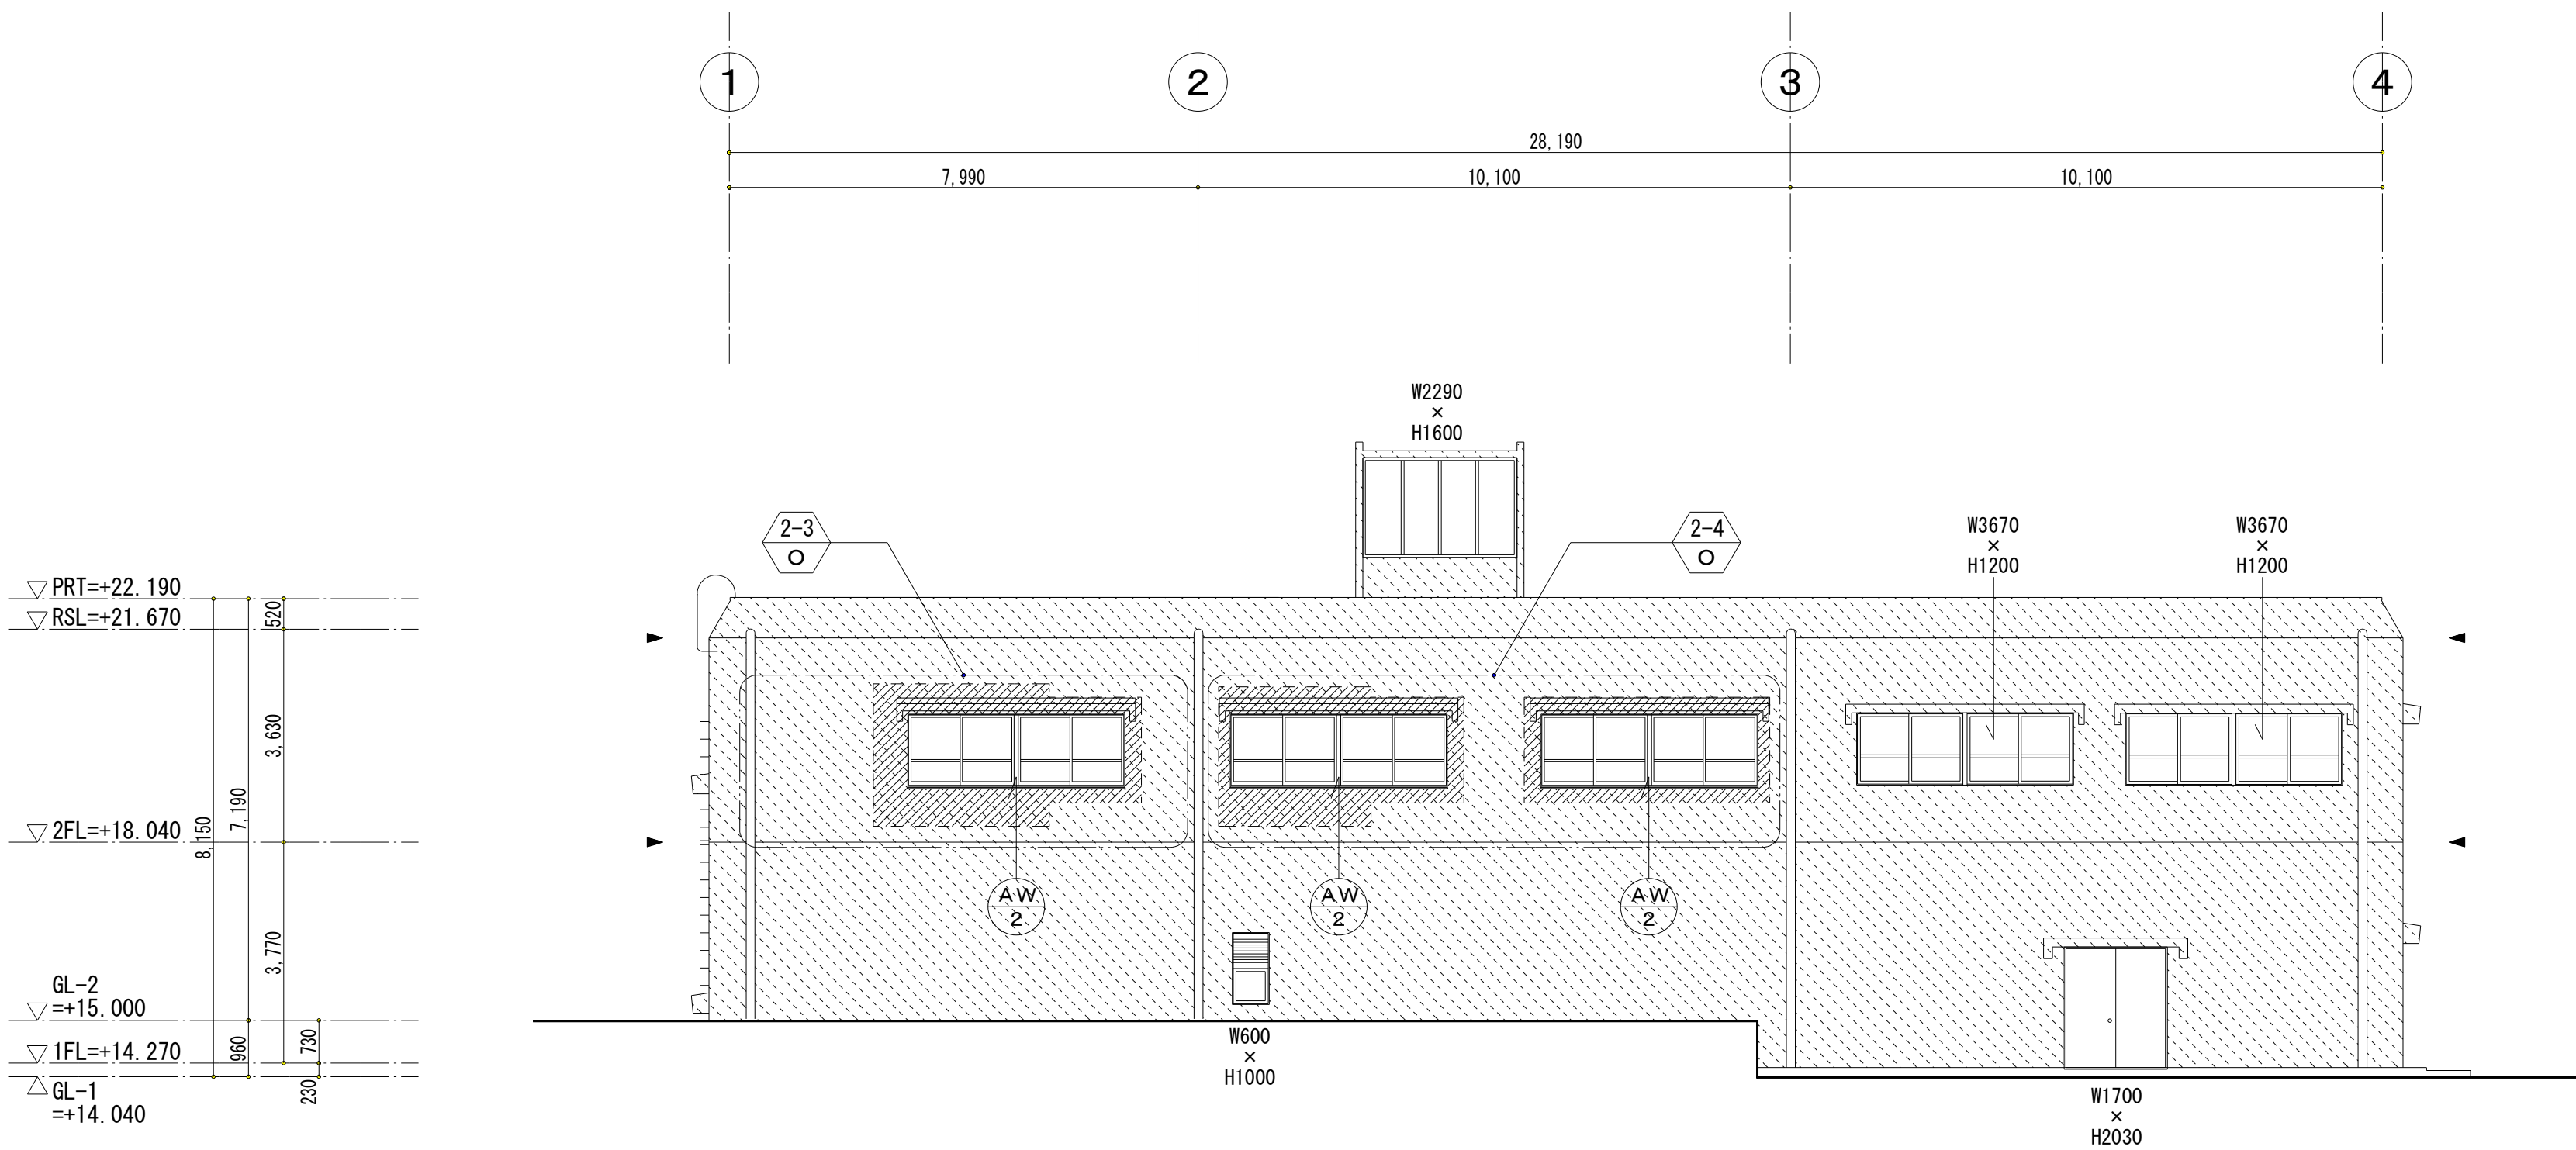 1
2
3
4
28,190
7,990
10,100
10,100
W2290
×
H1600
2-3
O
2-4
O
W3670
×
H1200
W3670
×
H1200
PRT=+22.190
RSL=+21.670
520
3,630
7,190
8,150
2FL=+18.040
3,770
GL-2
=+15.000
960
730
1FL=+14.270
230
GL-1
=+14.040
AW
2
AW
2
AW
2
W600
×
H1000
W1700
×
H2030